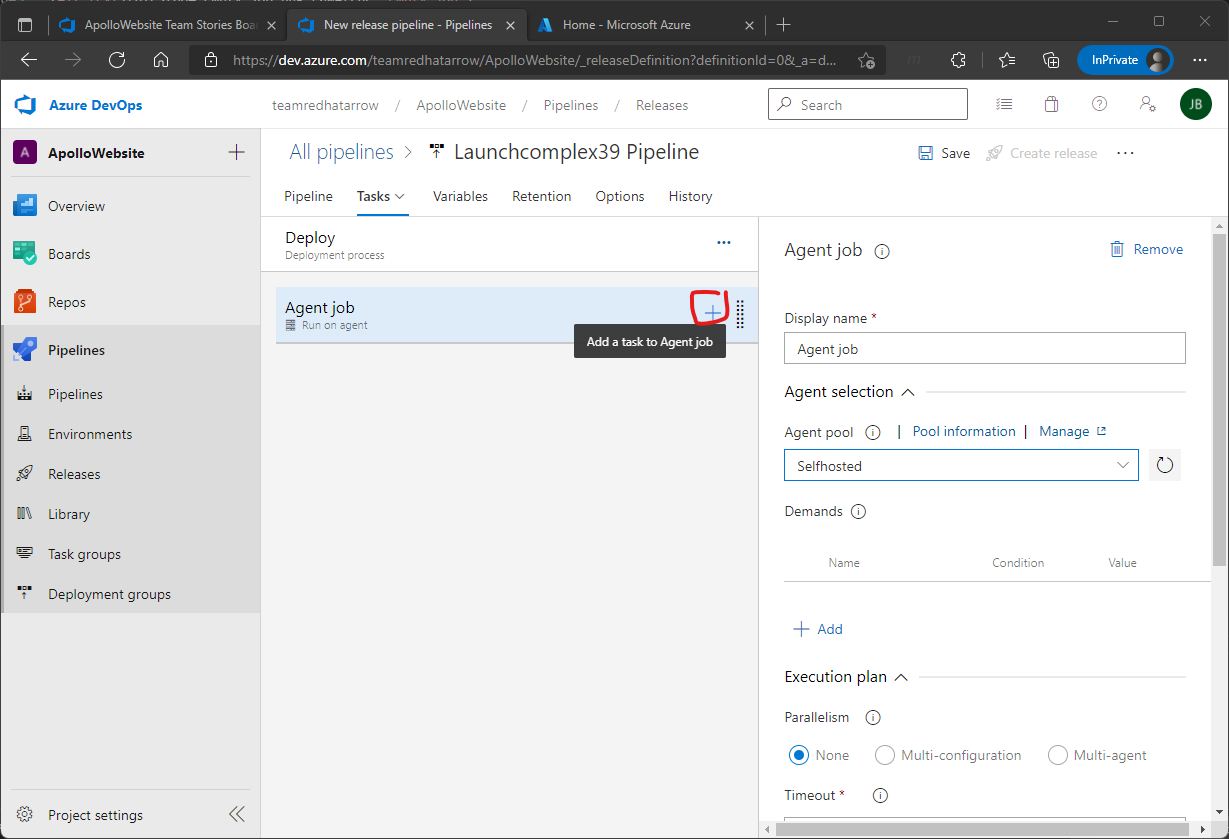 ApolloWebsite Team Stories Boa
New release pipeline - Pipelines
Home - Microsoft Azure
https://dev.azure.com/teamredhatarrow/ApolloWebsite/_releaseDefinition?definitionId=0&_a=d...
InPrivate
Azure DevOps
teamredhatarrow / ApolloWebsite / Pipelines / Releases
Search
JB
A ApolloWebsite
Overview
Boards
Repos
Pipelines
Pipelines
Environments
Releases
Library
Task groups
Deployment groups
Project settings
All pipelines > Launchcomplex39 Pipeline
Save
Create release
Pipeline Tasks Variables Retention Options History
Deploy
Deployment process
Agent job
Run on agent
Add a task to Agent job
Agent job
Remove
Display name *
Agent job
Agent selection
Agent pool | Pool information | Manage
Selfhosted
Demands
Name Condition Value
Add
Execution plan
Parallelism
None Multi-configuration Multi-agent
Timeout *